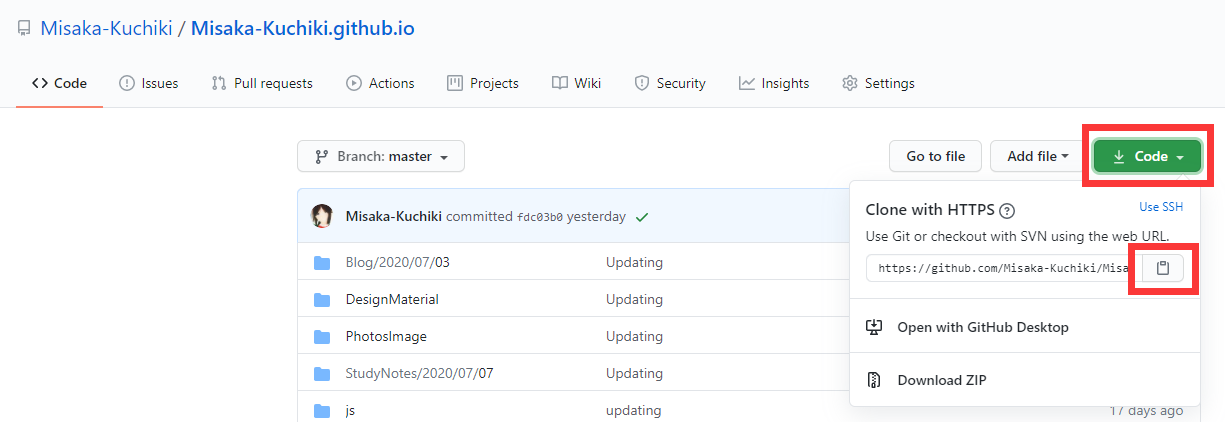 Misaka-Kuchiki / Misaka-Kuchiki.github.io
Code Issues Pull requests Actions Projects Wiki Security Insights Settings
Branch: master Go to file Add file Code
Misaka-Kuchiki committed fdc03b0 yesterday
Clone with HTTPS Use SSH
Use Git or checkout with SVN using the web URL.
https://github.com/Misaka-Kuchiki/Misa
Open with GitHub Desktop
Download ZIP
Blog/2020/07/03 Updating
DesignMaterial Updating
PhotosImage Updating
StudyNotes/2020/07/07 Updating
js updating 17 days ago